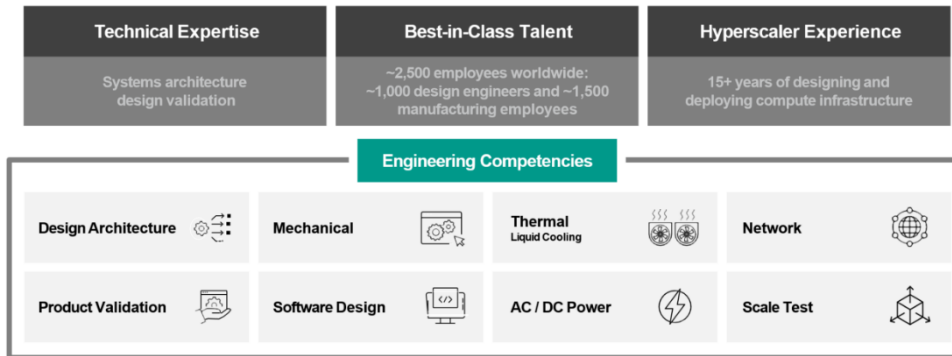 Technical Expertise
Best-in-Class Talent
Hyperscaler Experience
Systems architecture
design validation
~2,500 employees worldwide:
~1,000 design engineers and ~1,500
manufacturing employees
15+ years of designing and
deploying compute infrastructure
Engineering Competencies
Design Architecture
Mechanical
Thermal
Liquid Cooling
Network
Product Validation
Software Design
</>
AC / DC Power
Scale Test